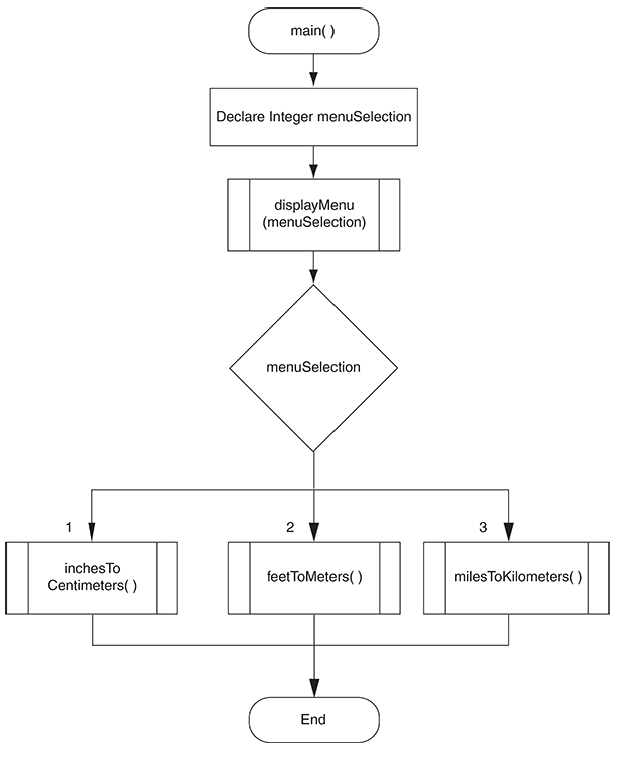 main( )
Declare Integer menuSelection
displayMenu
(menuSelection)
menuSelection
1
2
3
inchesTo
Centimeters( )
feetToMeters( )
milesToKilometers( )
End